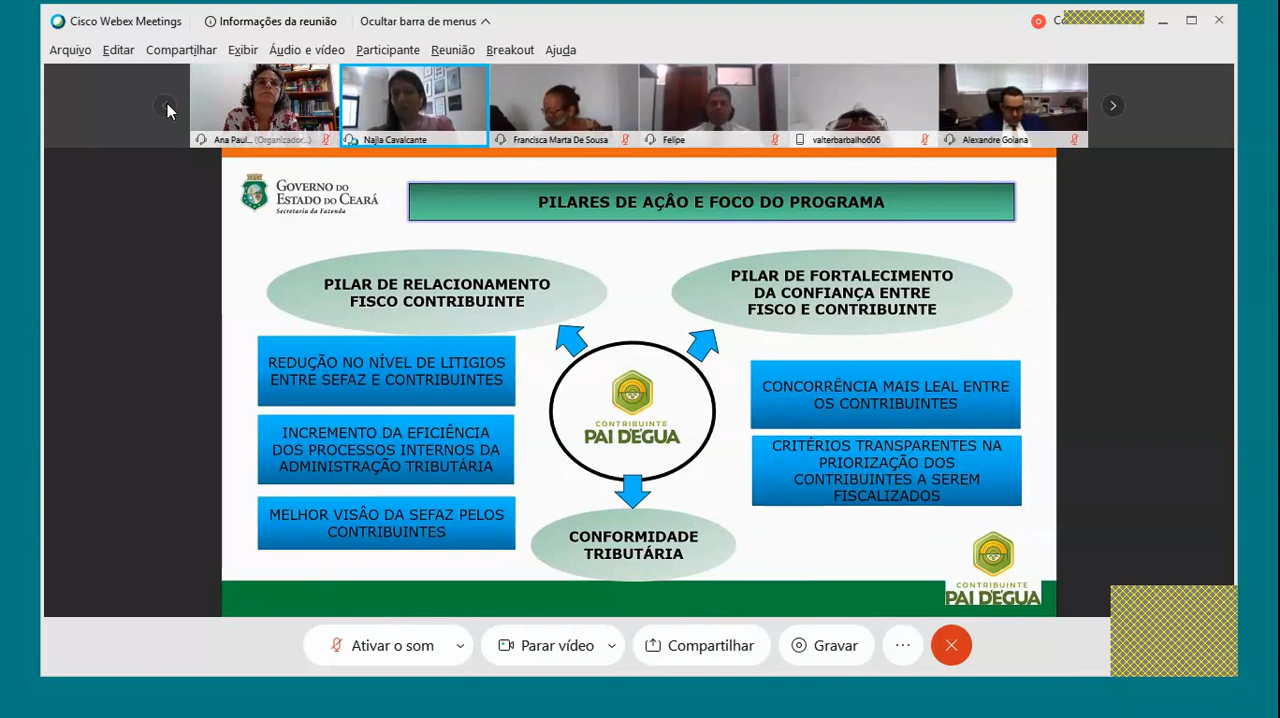 Cisco Webex Meetings
Informações da reunião
Ocultar barra de menus
Arquivo Editar Compartilhar Exibir Áudio e vídeo Participante Reunião Breakout Ajuda
Ana Paul... (Organizador...
Najla Cavalcante
Francisca Marta De Sousa
Felipe
valterbarbalho606
Alexandre Goiana
GOVERNO DO
ESTADO DO CEARÁ
Secretaria da Fazenda
PILARES DE AÇÂO E FOCO DO PROGRAMA
PILAR DE RELACIONAMENTO
FISCO CONTRIBUINTE
PILAR DE FORTALECIMENTO
DA CONFIANÇA ENTRE
FISCO E CONTRIBUINTE
REDUÇÃO NO NÍVEL DE LITIGIOS
ENTRE SEFAZ E CONTRIBUINTES
INCREMENTO DA EFICIÊNCIA
DOS PROCESSOS INTERNOS DA
ADMINISTRAÇÃO TRIBUTÁRIA
MELHOR VISÂO DA SEFAZ PELOS
CONTRIBUINTES
CONTRIBUINTE
PAI D'ÉGUA
CONCORRÊNCIA MAIS LEAL ENTRE
OS CONTRIBUINTES
CRITÉRIOS TRANSPARENTES NA
PRIORIZAÇÃO DOS
CONTRIBUINTES A SEREM
FISCALIZADOS
CONFORMIDADE
TRIBUTÁRIA
CONTRIBUINTE
PAI D'ÉGUA
Ativar o som
Parar vídeo
Compartilhar
Gravar